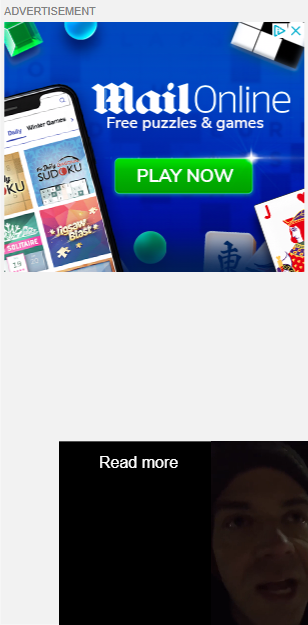 ADVERTISEMENT
Mail Online
Free puzzles & games
PLAY NOW
Daily
Winter Games
SUDOKU
SOLITAIRE
Jigsaw
Blast
J
Read more